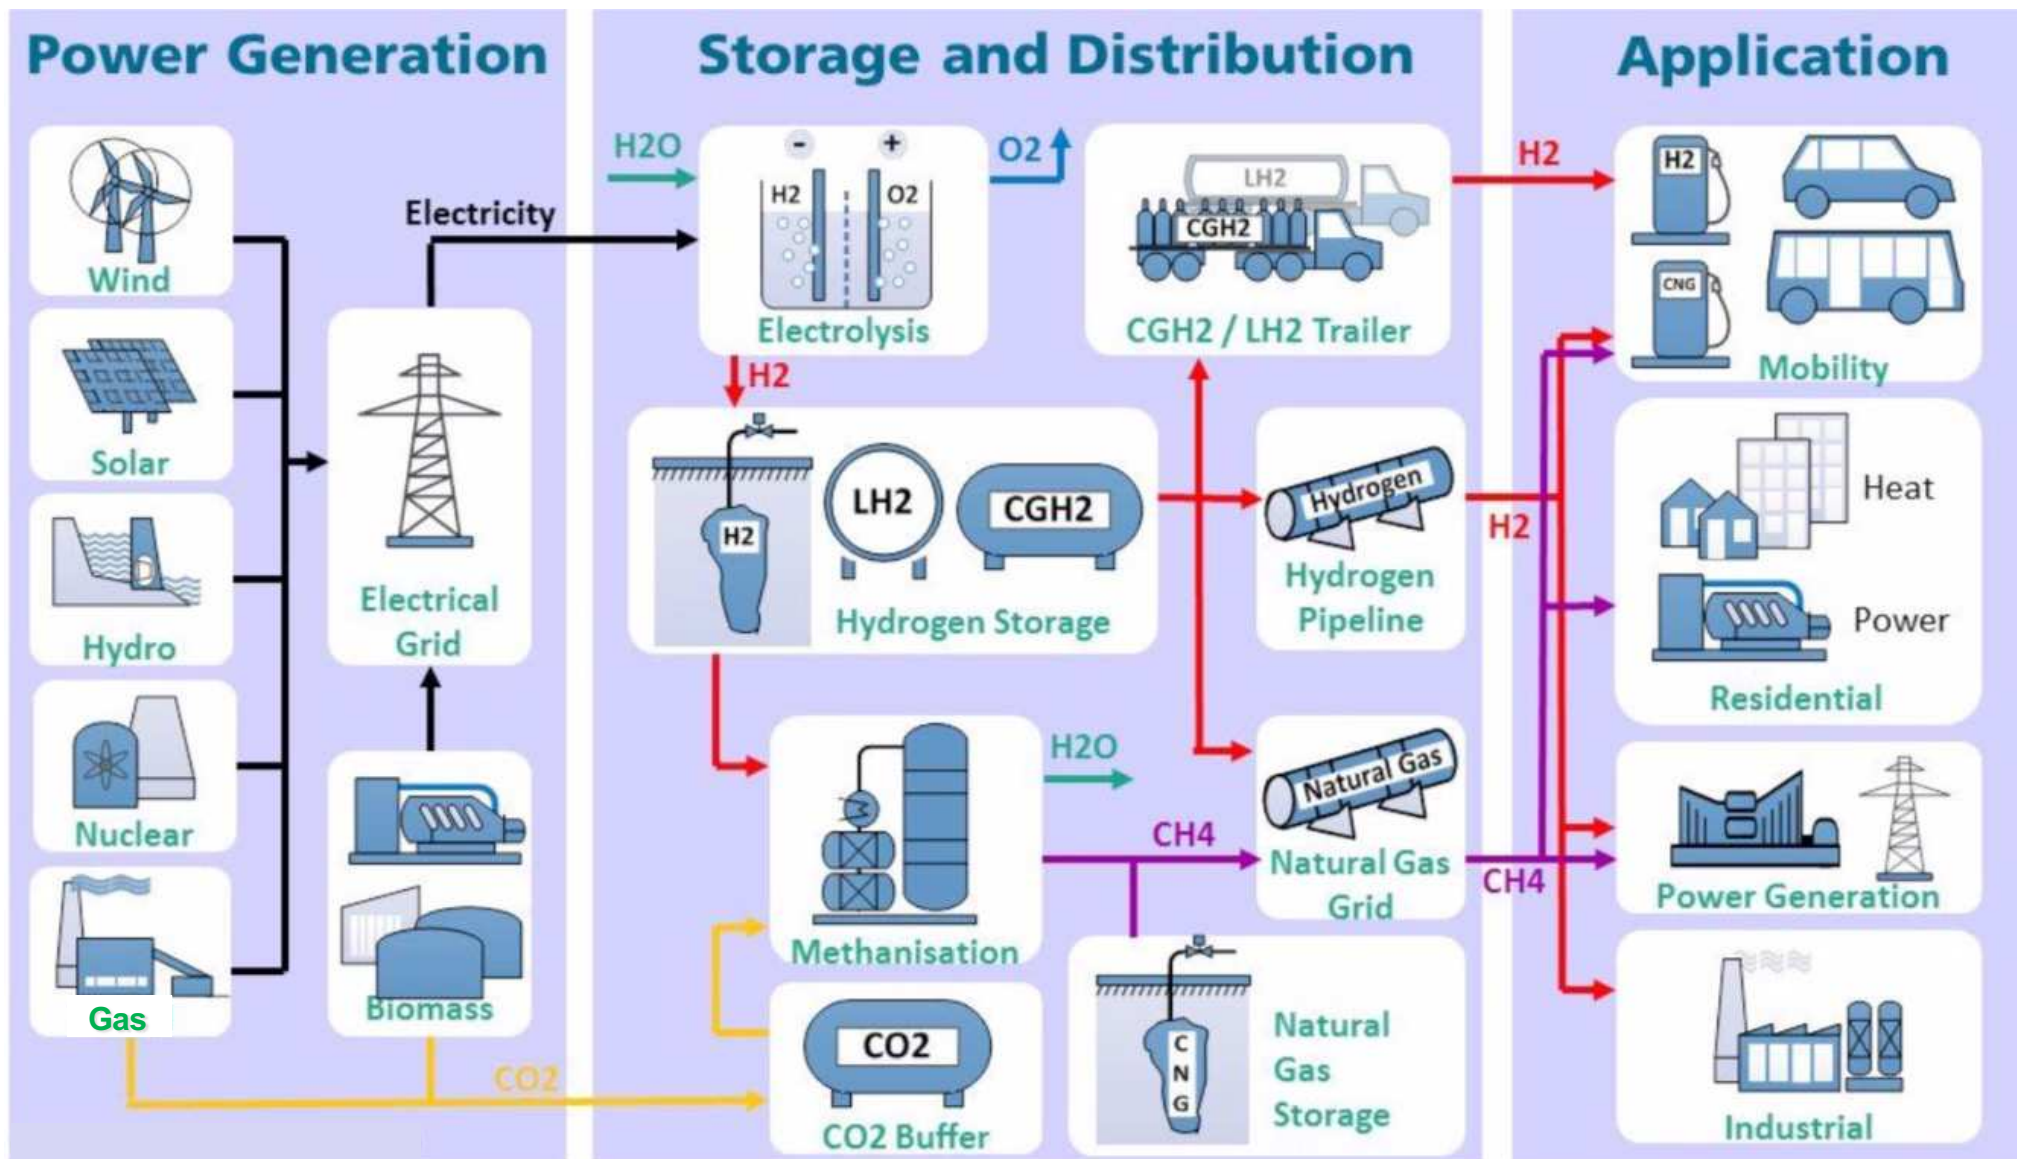 Power Generation
Wind
Solar
Hydro
Nuclear
Gas
Electricity
Electrical
Grid
Biomass
CO2
Storage and Distribution
H2O
-
+
H2
O2
Electrolysis
O2
LH2
CGH2
CGH2 / LH2 Trailer
H2
H2
LH2
CGH2
Hydrogen Storage
Hydrogen
Hydrogen
Pipeline
H2
Methanisation
H2O
CH4
Natural Gas
Natural Gas
Grid
CH4
CO2
CO2 Buffer
C
N
G
Natural
Gas
Storage
Application
H2
H2
CNG
Mobility
Heat
Power
Residential
Power Generation
Industrial